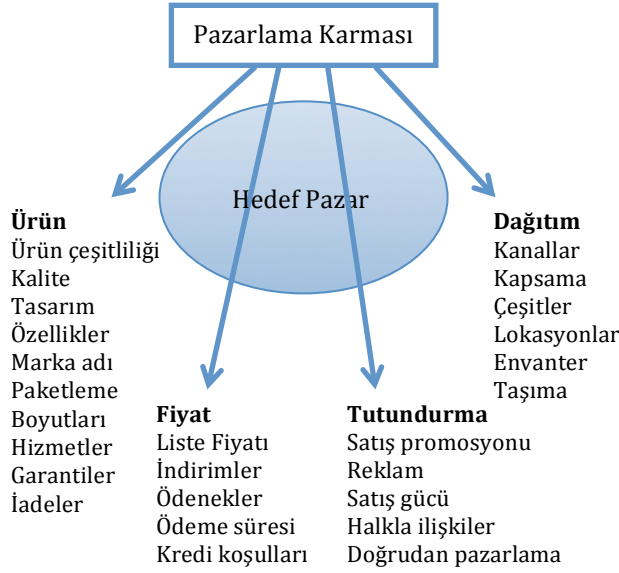 Pazarlama Karması
Hedef Pazar
Ürün
Ürün çeşitliliği
Kalite
Tasarım
Özellikler
Marka adı
Paketleme
Boyutları
Hizmetler
Garantiler
İadeler
Fiyat
Liste Fiyatı
İndirimler
Ödenekler
Ödeme süresi
Kredi koşulları
Tutundurma
Satış promosyonu
Reklam
Satış gücü
Halkla ilişkiler
Doğrudan pazarlama
Dağıtım
Kanallar
Kapsama
Çeşitler
Lokasyonlar
Envanter
Taşıma